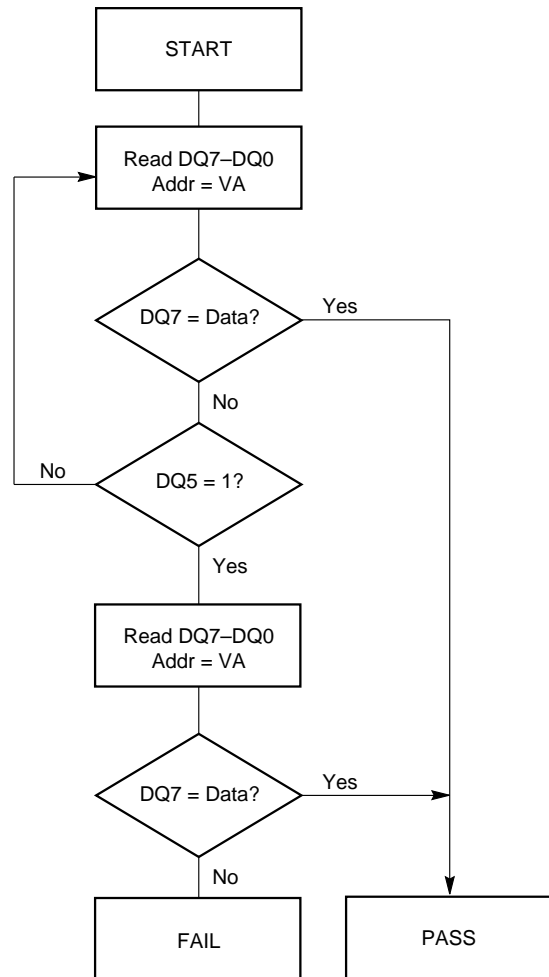 START
Read DQ7–DQ0
Addr = VA
DQ7 = Data?
Yes
No
No
DQ5 = 1?
Yes
Read DQ7–DQ0
Addr = VA
DQ7 = Data?
Yes
No
FAIL
PASS